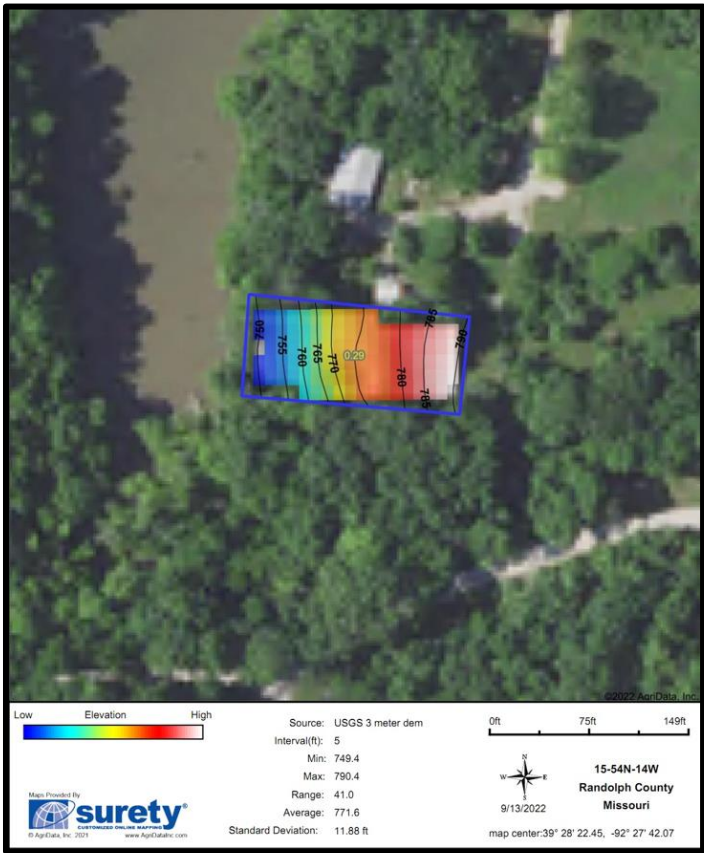 750
755
760
765
770
0.29
780
785
785
790
©2022 AgriData, Inc.
Low Elevation High
Source: USGS 3 meter dem
Interval(ft): 5
Min: 749.4
Max: 790.4
Range: 41.0
Average: 771.6
Standard Deviation: 11.88 ft
0ft 75ft 149ft
N
W E
S
9/13/2022
15-54N-14W
Randolph County
Missouri
map center:39° 28' 22.45, -92° 27' 42.07
Maps Provided By
surety®
CUSTOMIZED ONLINE MAPPING
© AgriData, Inc. 2021 www.AgriDataInc.com